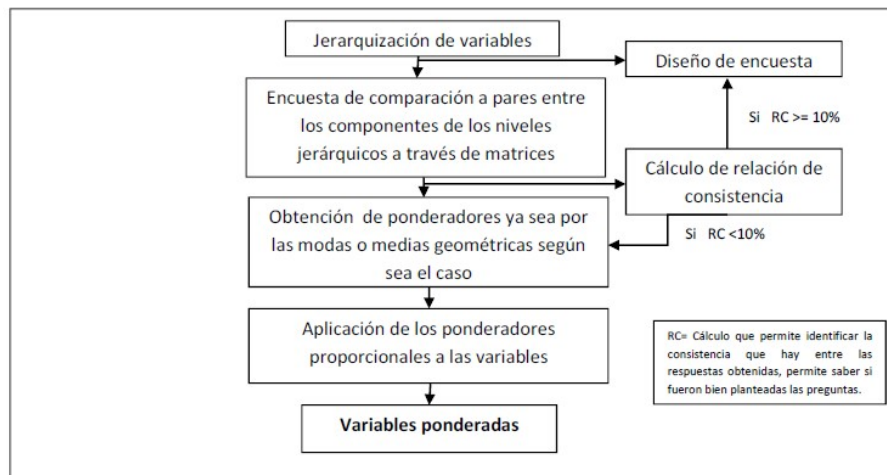 Jerarquización de variables
Diseño de encuesta
Encuesta de comparación a pares entre
los componentes de los niveles
jerárquicos a través de matrices
Si RC >= 10%
Cálculo de relación de
consistencia
Obtención de ponderadores ya sea por
las modas o medias geométricas según
sea el caso
Si RC <10%
Aplicación de los ponderadores
proporcionales a las variables
RC= Cálculo que permite identificar la
consistencia que hay entre las
respuestas obtenidas, permite saber si
fueron bien planteadas las preguntas.
Variables ponderadas